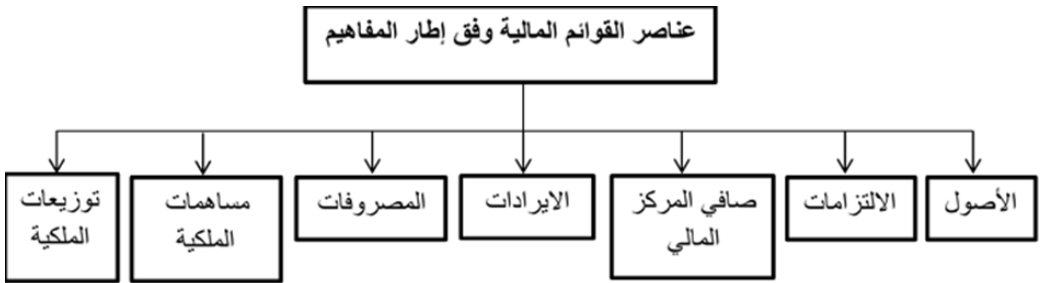 عناصر القوائم المالية وفق إطار المفاهيم
الأصول
الالتزامات
صافي المركز
المالي
الايرادات
المصروفات
مساهمات
الملكية
توزيعات
الملكية